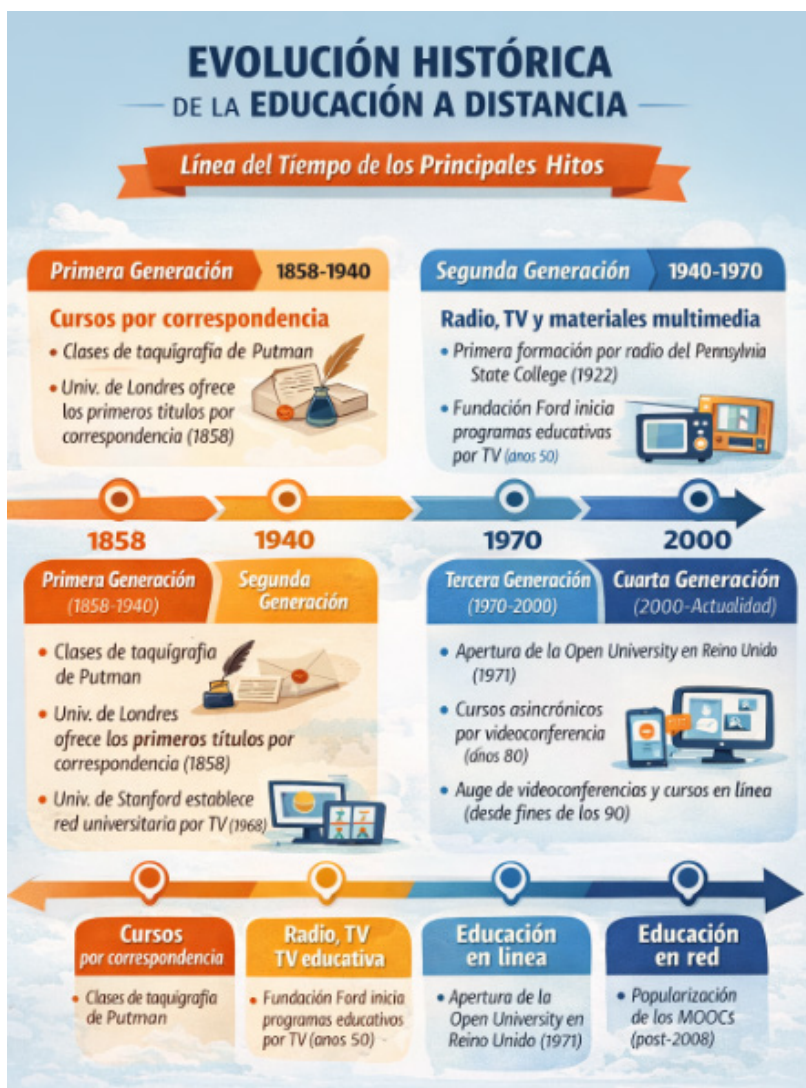 EVOLUCIÓN HISTÓRICA
DE LA EDUCACIÓN A DISTANCIA
Línea del Tiempo de los Principales Hitos
Primera Generación 1858-1940
Cursos por correspondencia
• Clases de taquigrafía de Putman
• Univ. de Londres ofrece
los primeros títulos por
correspondencia (1858)
Segunda Generación 1940-1970
Radio, TV y materiales multimedia
• Primera formación por radio del Pennsylvnia
State College (1922)
• Fundación Ford inicia
programas educativas
por TV (anos 50)
1858
1940
1970
2000
Primera Generación
(1858-1940)
Segunda
Generación
• Clases de taquígrafia
de Putman
• Univ. de Londres
ofrece los primeros títulos por
correspondencia (1858)
• Univ. de Stanford establece
red universitaria por TV (1968)
Tercera Generación
(1970-2000)
Cuarta Generación
(2000-Actualidad)
• Apertura de la Open University en Reino Unido
(1971)
• Cursos asincrónicos
por videoconferencia
(años 80)
• Auge de videoconferencias y cursos en línea
(desde fines de los 90)
Cursos
por correspondencia
• Clases de taquigrafia
de Putman
Radio, TV
TV educativa
• Fundación Ford inicia
programas educativos
por TV (anos 50)
Educación
en linea
• Apertura de la
Open University en
Reino Unido (1971)
Educación
en red
• Popularización
de los MOOCs
(post-2008)